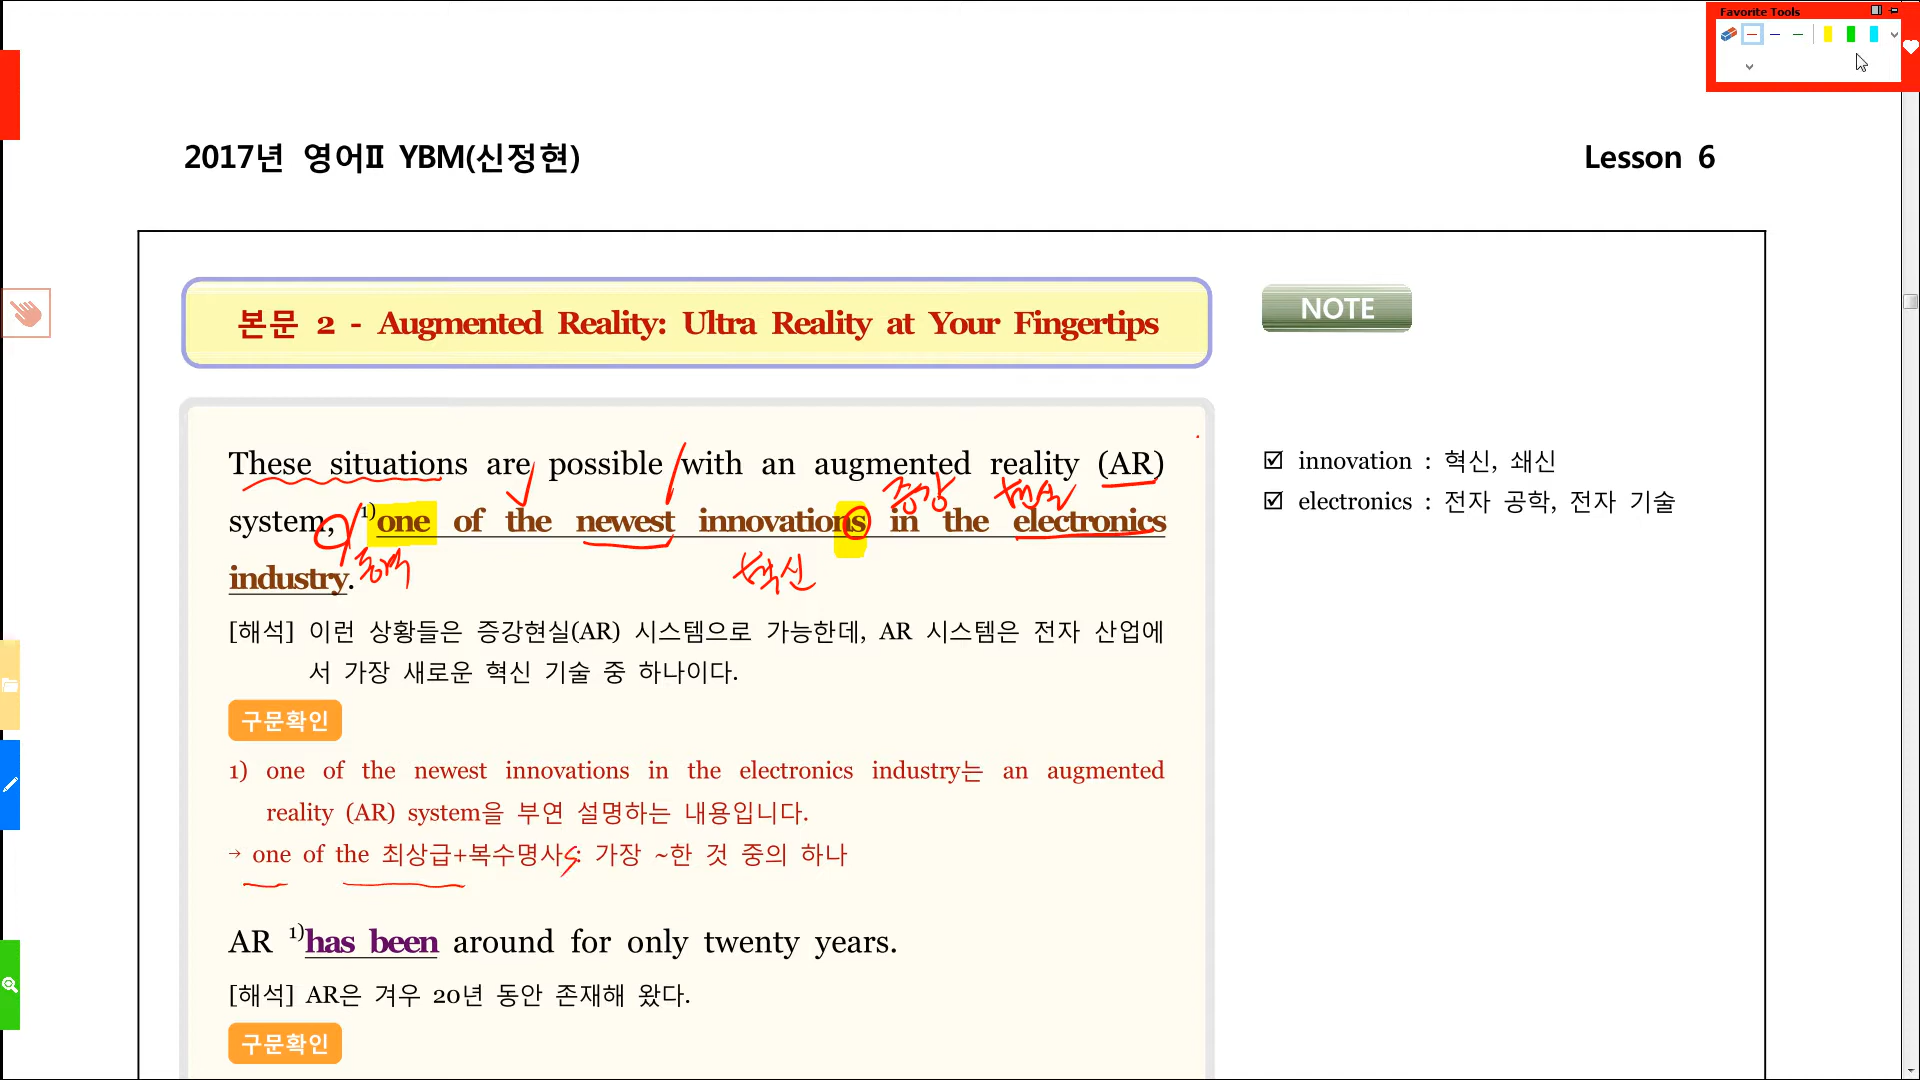 Favorite Tools
2017년 영어Ⅱ YBM(신정현)
Lesson 6
본문 2 - Augmented Reality: Ultra Reality at Your Fingertips
NOTE
These situations are possible with an augmented reality (AR)
증강 현실
system, 1)one of the newest innovations in the electronics
동격
혁신
industry.
[해석] 이런 상황들은 증강현실(AR) 시스템으로 가능한데, AR 시스템은 전자 산업에
서 가장 새로운 혁신 기술 중 하나이다.
구문확인
1) one of the newest innovations in the electronics industry는 an augmented
reality (AR) system을 부연 설명하는 내용입니다.
→ one of the 최상급+복수명사s: 가장 ~한 것 중의 하나
AR 1)has been around for only twenty years.
[해석] AR은 겨우 20년 동안 존재해 왔다.
구문확인
☑ innovation : 혁신, 쇄신
☑ electronics : 전자 공학, 전자 기술